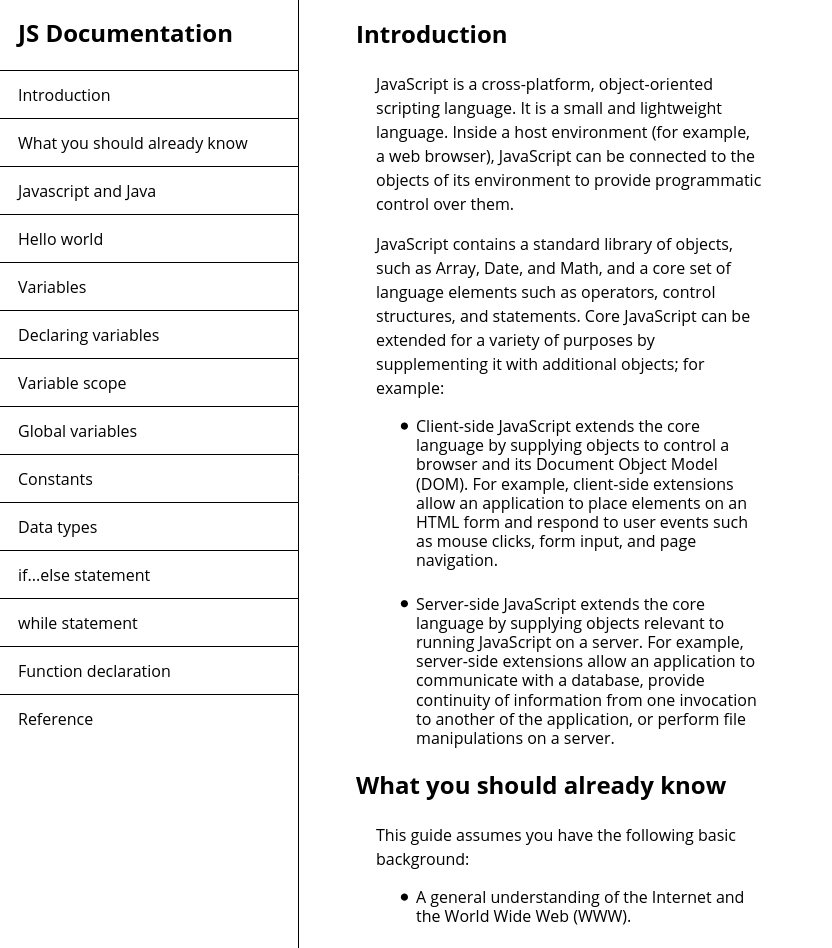 JS Documentation
Introduction
What you should already know
Javascript and Java
Hello world
Variables
Declaring variables
Variable scope
Global variables
Constants
Data types
if...else statement
while statement
Function declaration
Reference
Introduction
JavaScript is a cross-platform, object-oriented
scripting language. It is a small and lightweight
language. Inside a host environment (for example,
a web browser), JavaScript can be connected to the
objects of its environment to provide programmatic
control over them.
JavaScript contains a standard library of objects,
such as Array, Date, and Math, and a core set of
language elements such as operators, control
structures, and statements. Core JavaScript can be
extended for a variety of purposes by
supplementing it with additional objects; for
example:
● Client-side JavaScript extends the core
language by supplying objects to control a
browser and its Document Object Model
(DOM). For example, client-side extensions
allow an application to place elements on an
HTML form and respond to user events such
as mouse clicks, form input, and page
navigation.
● Server-side JavaScript extends the core
language by supplying objects relevant to
running JavaScript on a server. For example,
server-side extensions allow an application to
communicate with a database, provide
continuity of information from one invocation
to another of the application, or perform file
manipulations on a server.
What you should already know
This guide assumes you have the following basic
background:
● A general understanding of the Internet and
the World Wide Web (WWW).